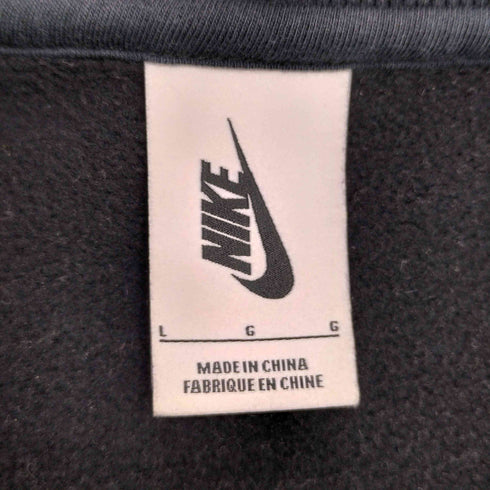 NIKE
L G G
MADE IN CHINA
FABRIQUE EN CHINE